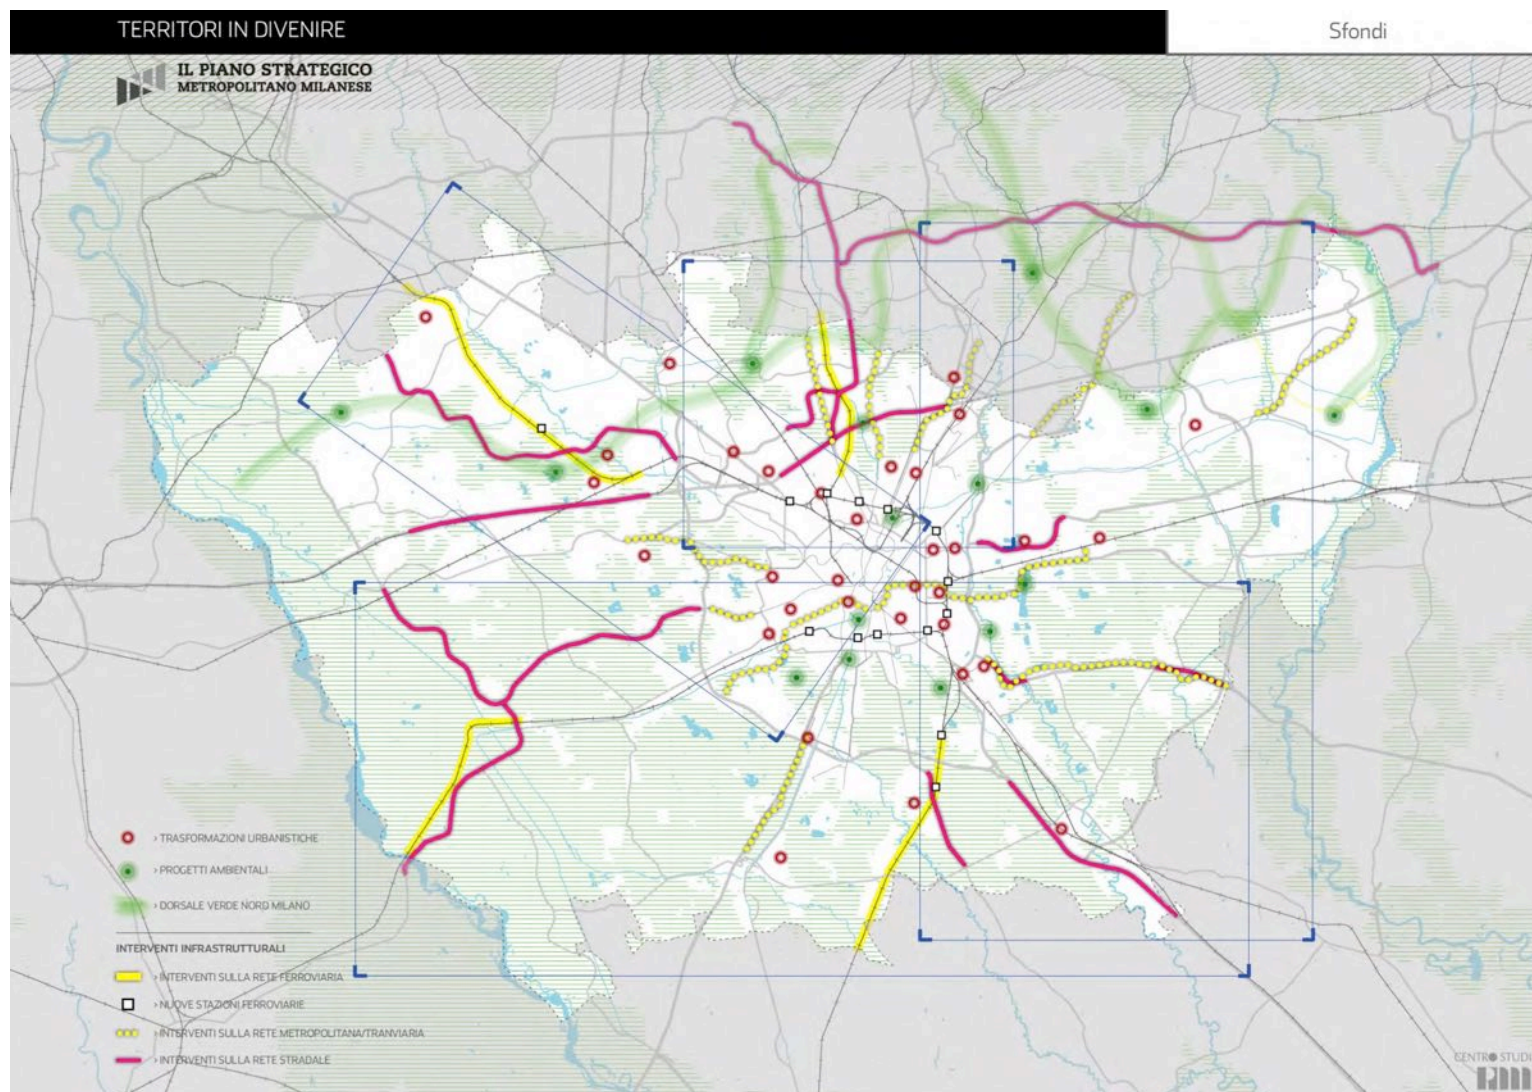 TERRITORI IN DIVENIRE
Sfondi
IL PIANO STRATEGICO
METROPOLITANO MILANESE
› TRASFORMAZIONI URBANISTICHE
› PROGETTI AMBIENTALI
› DORSALE VERDE NORD MILANO
INTERVENTI INFRASTRUTTURALI
› INTERVENTI SULLA RETE FERROVIARIA
› NUOVE STAZIONI FERROVIARIE
› INTERVENTI SULLA RETE METROPOLITANA/TRANVIARIA
› INTERVENTI SULLA RETE STRADALE
CENTRO STUDI